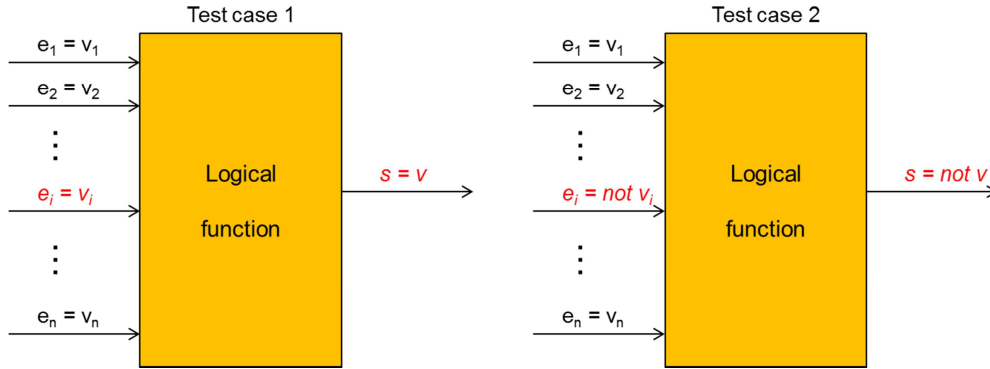 Test case 1
e1 = v1
e2 = v2
⋮
ei = vi
⋮
en = vn
Logical
function
s = v
Test case 2
e1 = v1
e2 = v2
⋮
ei = not vi
⋮
en = vn
Logical
function
s = not v